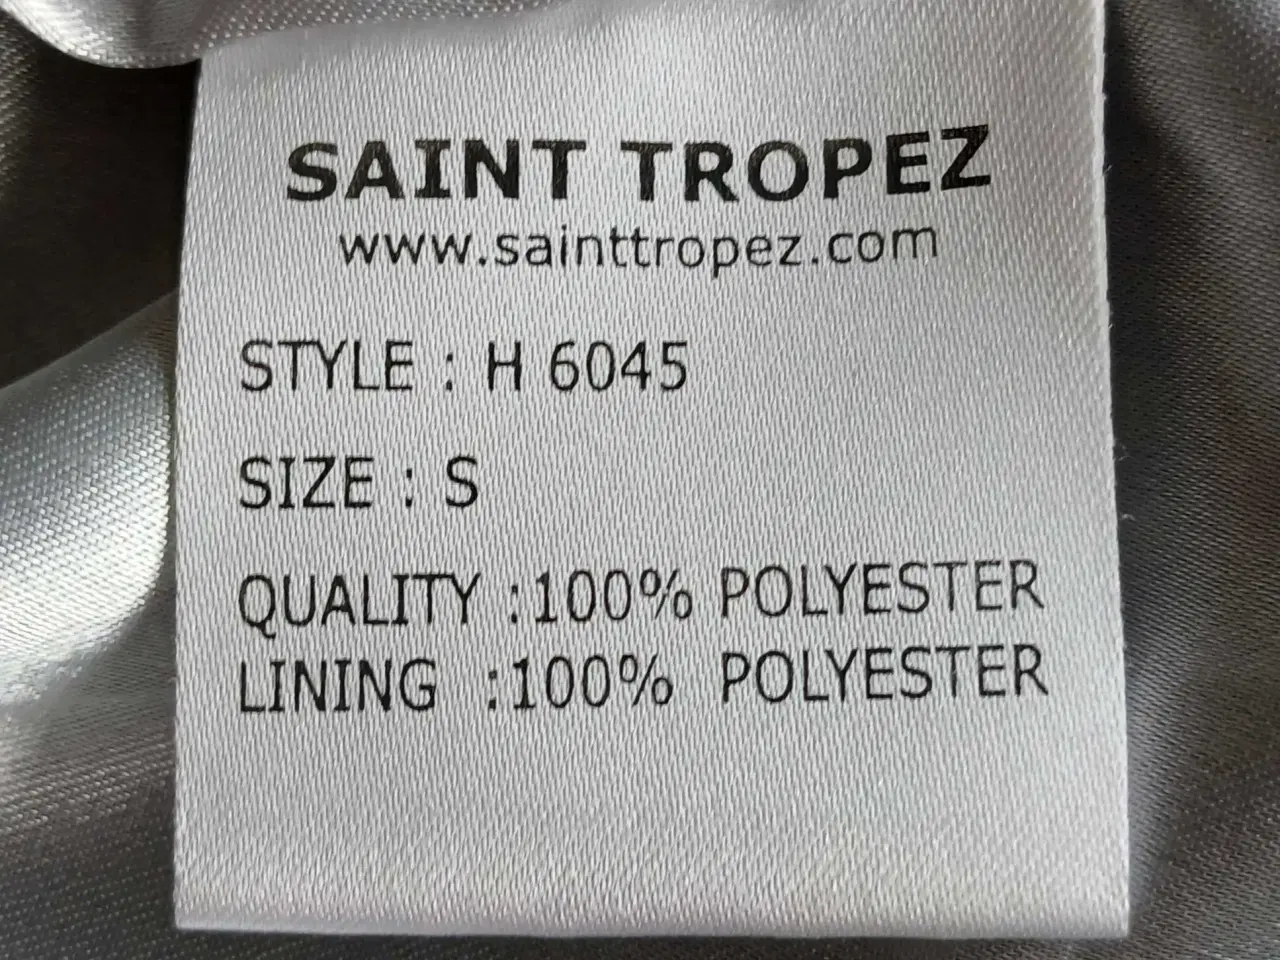 SAINT TROPEZ
www.sainttropez.com
STYLE : H 6045
SIZE : S
QUALITY :100% POLYESTER
LINING :100% POLYESTER